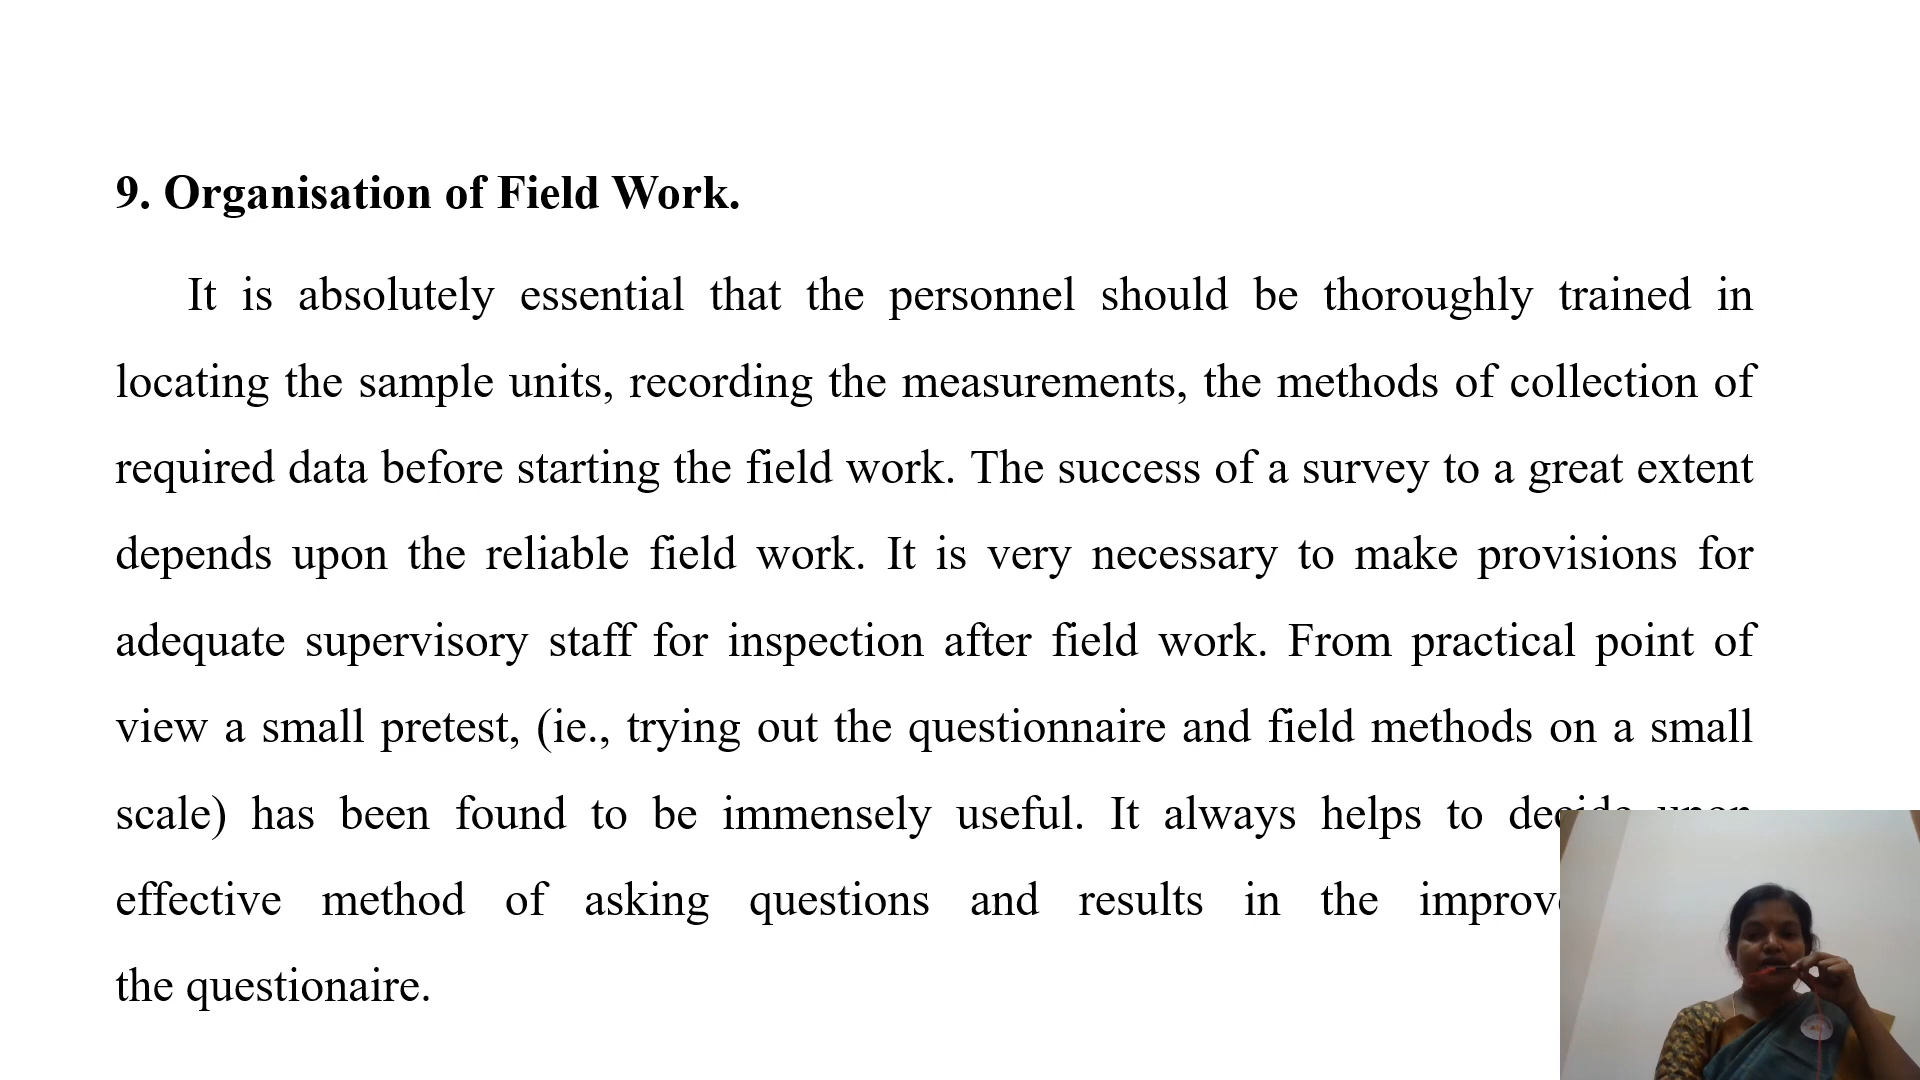 9. Organisation of Field Work.
It is absolutely essential that the personnel should be thoroughly trained in
locating the sample units, recording the measurements, the methods of collection of
required data before starting the field work. The success of a survey to a great extent
depends upon the reliable field work. It is very necessary to make provisions for
adequate supervisory staff for inspection after field work. From practical point of
view a small pretest, (ie., trying out the questionnaire and field methods on a small
scale) has been found to be immensely useful. It always helps to decide upon
effective method of asking questions and results in the
the questionaire.